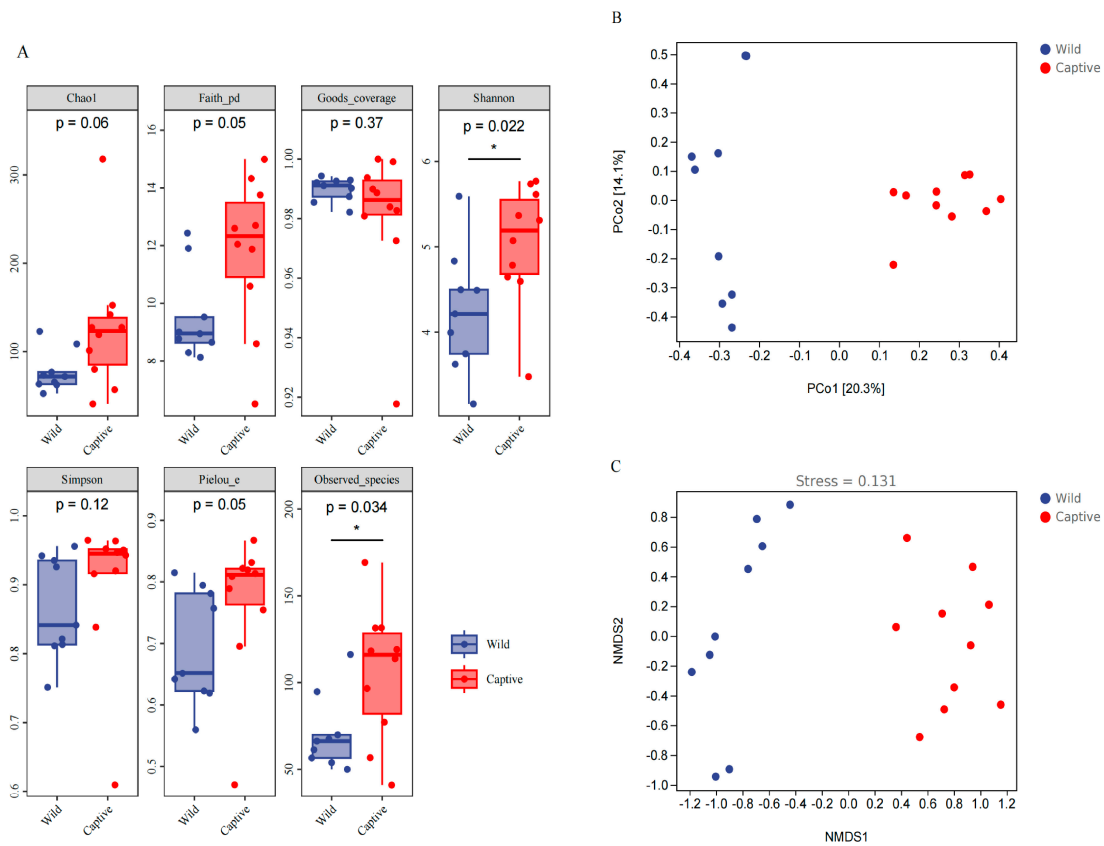 A
Chao1
Faith_pd
Goods_coverage
Shannon
p = 0.06
p = 0.05
p = 0.37
p = 0.022
*
300
200
100
16
14
12
10
8
1.00
0.98
0.96
0.94
0.92
6
5
4
Wild
Captive
Wild
Captive
Wild
Captive
Wild
Captive
Simpson
Pielou_e
Observed_species
p = 0.12
p = 0.05
p = 0.034
*
1.0
0.9
0.8
0.7
0.6
0.9
0.8
0.7
0.6
0.5
200
150
100
50
Wild
Captive
Wild
Captive
Wild
Captive
Wild
Captive
B
Wild
Captive
PCo2 [14.1%]
0.5
0.4
0.3
0.2
0.1
0.0
-0.1
-0.2
-0.3
-0.4
-0.4 -0.3 -0.2 -0.1 0.0 0.1 0.2 0.3 0.4
PCo1 [20.3%]
C
Stress = 0.131
Wild
Captive
NMDS2
0.8
0.6
0.4
0.2
0.0
-0.2
-0.4
-0.6
-0.8
-1.0
-1.2 -1.0 -0.8 -0.6 -0.4 -0.2 0.0 0.2 0.4 0.6 0.8 1.0 1.2
NMDS1